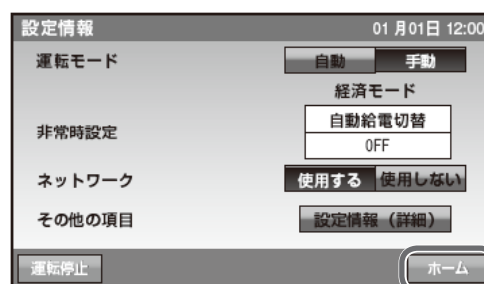 設定情報 01月01日 12:00
運転モード 自動 手動
経済モード
非常時設定 自動給電切替
OFF
ネットワーク 使用する 使用しない
その他の項目 設定情報（詳細）
運転停止 ホーム